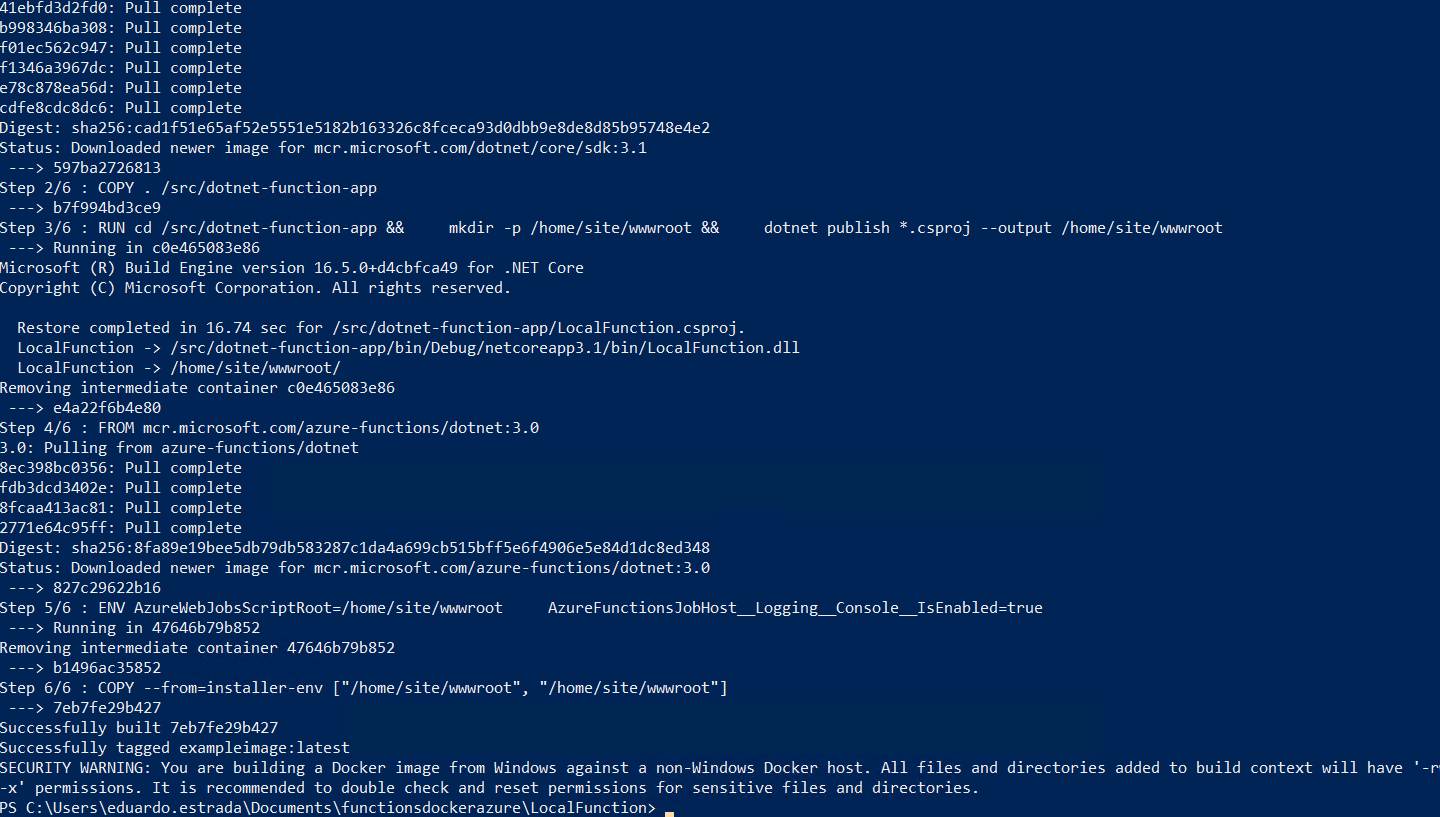 41ebfd3d2fd0: Pull complete
b998346ba308: Pull complete
f01ec562c947: Pull complete
f1346a3967dc: Pull complete
e78c878ea56d: Pull complete
cdfe8cdc8dc6: Pull complete
Digest: sha256:cad1f51e65af52e5551e5182b163326c8fceca93d0dbb9e8de8d85b95748e4e2
Status: Downloaded newer image for mcr.microsoft.com/dotnet/core/sdk:3.1
 ---> 597ba2726813
Step 2/6 : COPY . /src/dotnet-function-app
 ---> b7f994bd3ce9
Step 3/6 : RUN cd /src/dotnet-function-app &&     mkdir -p /home/site/wwwroot &&     dotnet publish *.csproj --output /home/site/wwwroot
 ---> Running in c0e465083e86
Microsoft (R) Build Engine version 16.5.0+d4cbfca49 for .NET Core
Copyright (C) Microsoft Corporation. All rights reserved.

  Restore completed in 16.74 sec for /src/dotnet-function-app/LocalFunction.csproj.
  LocalFunction -> /src/dotnet-function-app/bin/Debug/netcoreapp3.1/bin/LocalFunction.dll
  LocalFunction -> /home/site/wwwroot/
Removing intermediate container c0e465083e86
 ---> e4a22f6b4e80
Step 4/6 : FROM mcr.microsoft.com/azure-functions/dotnet:3.0
3.0: Pulling from azure-functions/dotnet
8ec398bc0356: Pull complete
fdb3dcd3402e: Pull complete
8fcaa413ac81: Pull complete
2771e64c95ff: Pull complete
Digest: sha256:8fa89e19bee5db79db583287c1da4a699cb515bff5e6f4906e5e84d1dc8ed348
Status: Downloaded newer image for mcr.microsoft.com/azure-functions/dotnet:3.0
 ---> 827c29622b16
Step 5/6 : ENV AzureWebJobsScriptRoot=/home/site/wwwroot     AzureFunctionsJobHost__Logging__Console__IsEnabled=true
 ---> Running in 47646b79b852
Removing intermediate container 47646b79b852
 ---> b1496ac35852
Step 6/6 : COPY --from=installer-env ["/home/site/wwwroot", "/home/site/wwwroot"]
 ---> 7eb7fe29b427
Successfully built 7eb7fe29b427
Successfully tagged exampleimage:latest
SECURITY WARNING: You are building a Docker image from Windows against a non-Windows Docker host. All files and directories added to build context will have '-rw
-x' permissions. It is recommended to double check and reset permissions for sensitive files and directories.
PS C:\Users\eduardo.estrada\Documents\functionsdockerazure\LocalFunction>